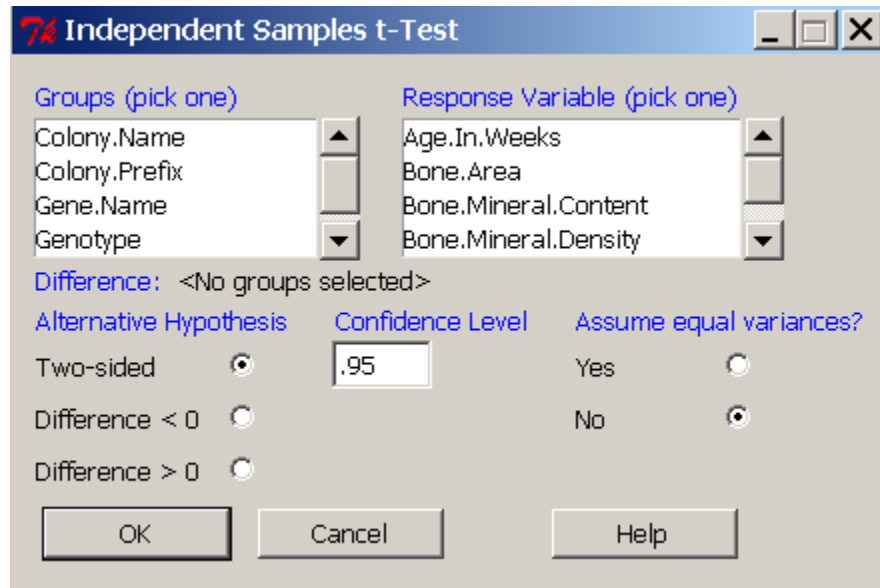 Independent Samples t-Test
Groups (pick one) Response Variable (pick one)
Colony.Name Age.In.Weeks
Colony.Prefix Bone.Area
Gene.Name Bone.Mineral.Content
Genotype Bone.Mineral.Density
Difference: <No groups selected>
Alternative Hypothesis Confidence Level Assume equal variances?
Two-sided .95 Yes
Difference < 0 No
Difference > 0
OK Cancel Help